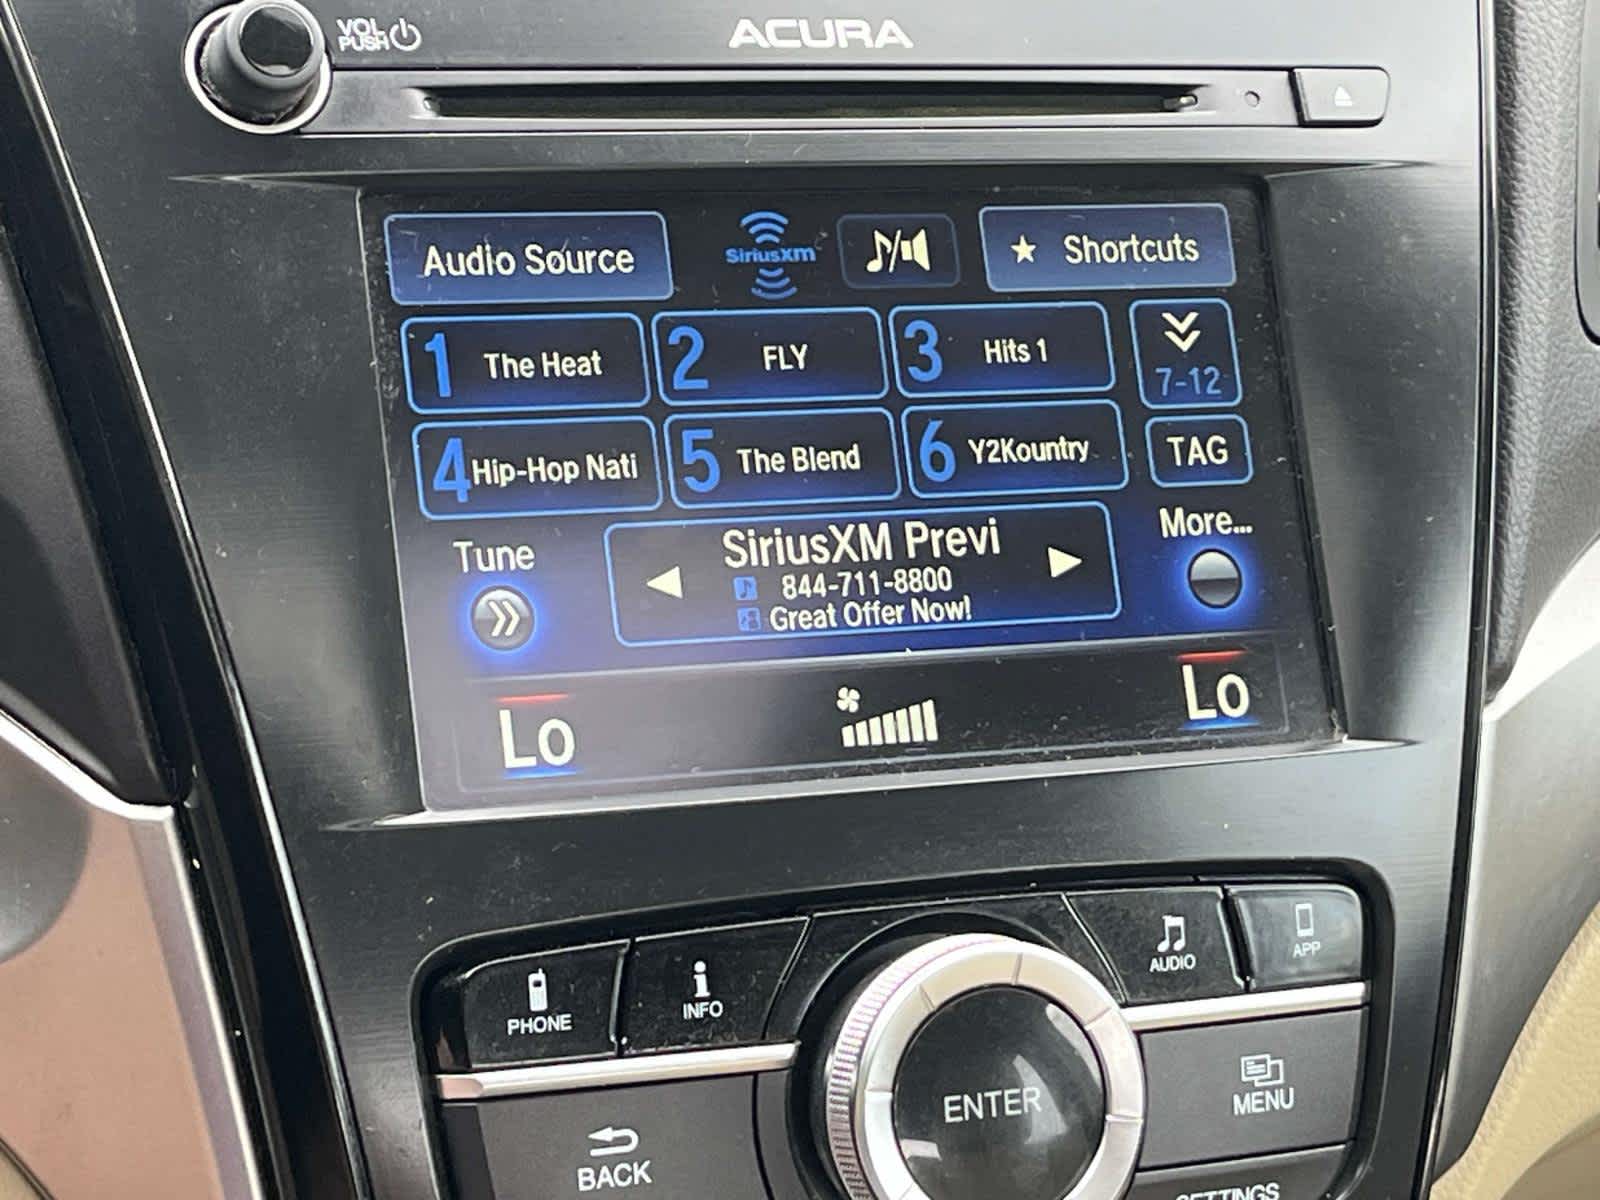 VOL
PUSH
ACURA
Audio Source
SiriusXM
Shortcuts
1 The Heat
2 FLY
3 Hits 1
7-12
4 Hip-Hop Nati
5 The Blend
6 Y2Kountry
TAG
Tune
SiriusXM Previ
844-711-8800
Great Offer Now!
More...
Lo
Lo
PHONE
INFO
AUDIO
APP
ENTER
MENU
BACK
SETTINGS